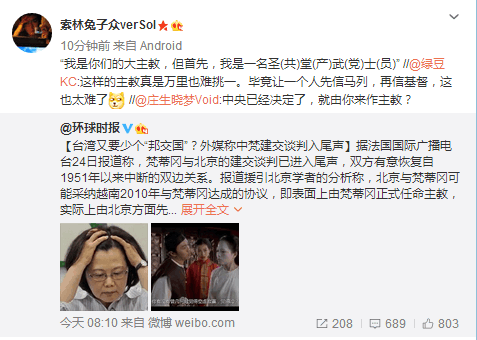 索林兔子众verSol
10分钟前 来自 Android
“我是你们的大主教，但首先，我是一名圣(共)堂(产)武(党)士(员)” //@绿豆
KC:这样的主教真是万里也难挑一。毕竟让一个人先信马列，再信基督，这
也太难了 //@庄生晓梦Void:中央已经决定了，就由你来作主教？
@环球时报
【台湾又要少个“邦交国”？外媒称中梵建交谈判入尾声】据法国国际广播电
台24日报道称，梵蒂冈与北京的建交谈判已进入尾声，双方有意恢复自
1951年以来中断的双边关系。报道援引北京学者的分析称，北京与梵蒂冈可
能采纳越南2010年与梵蒂冈达成的协议，即表面上由梵蒂冈正式任命主教，
实际上由北京方面先... 展开全文
今天 08:10 来自 微博 weibo.com
208
689
803